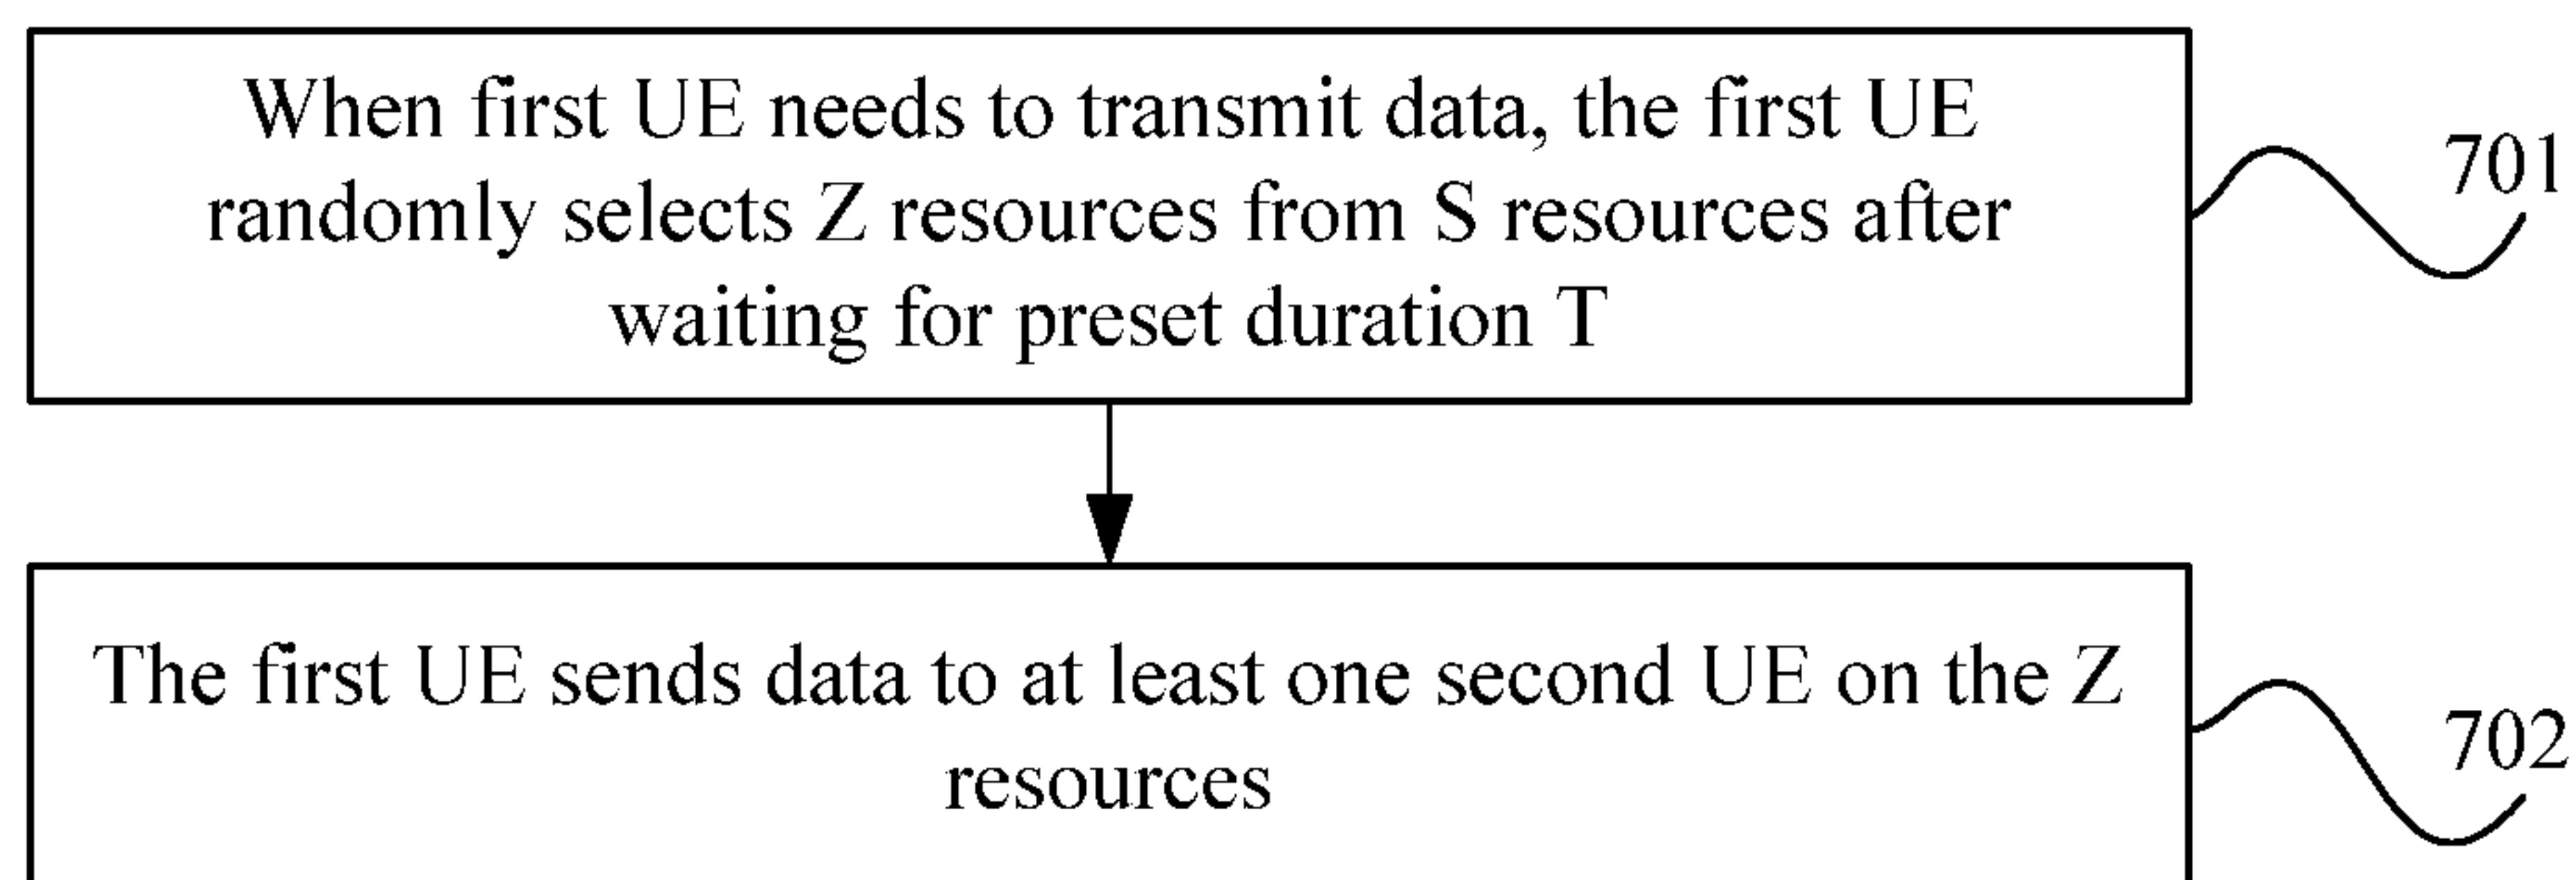 When first UE needs to transmit data, the first UE
randomly selects Z resources from S resources after
waiting for preset duration T
701
The first UE sends data to at least one second UE on the Z
resources
702